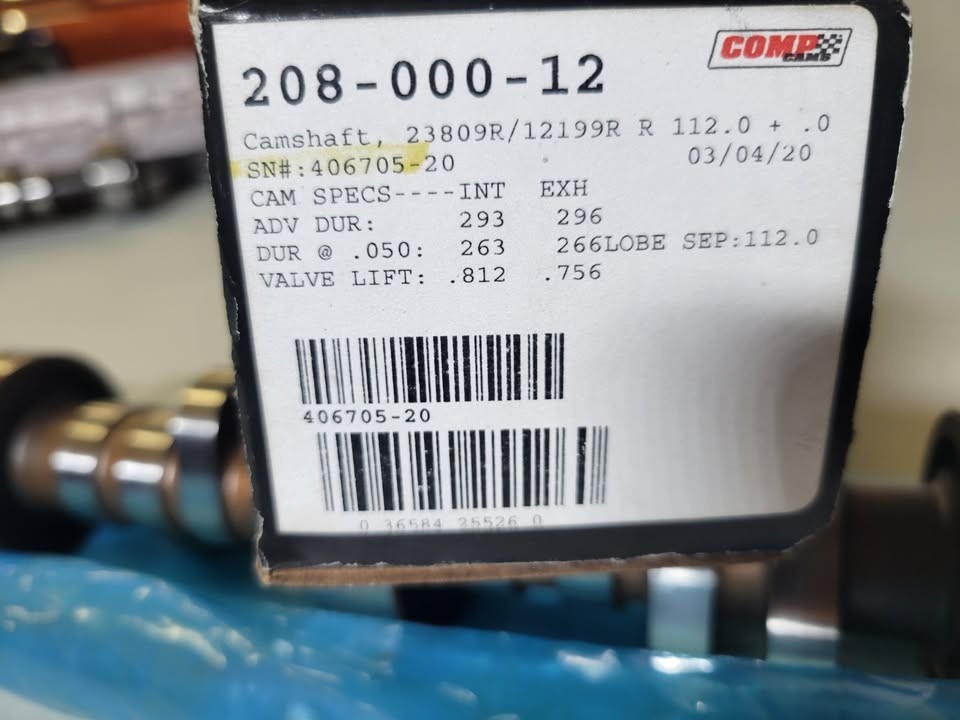 COMP
CAMS
208-000-12
Camshaft, 23809R/12199R R 112.0 + .0
SN#:406705-20 03/04/20
CAM SPECS----INT EXH
ADV DUR: 293 296
DUR @ .050: 263 266LOBE SEP:112.0
VALVE LIFT: .812 .756
406705-20
0 36584 25526 0